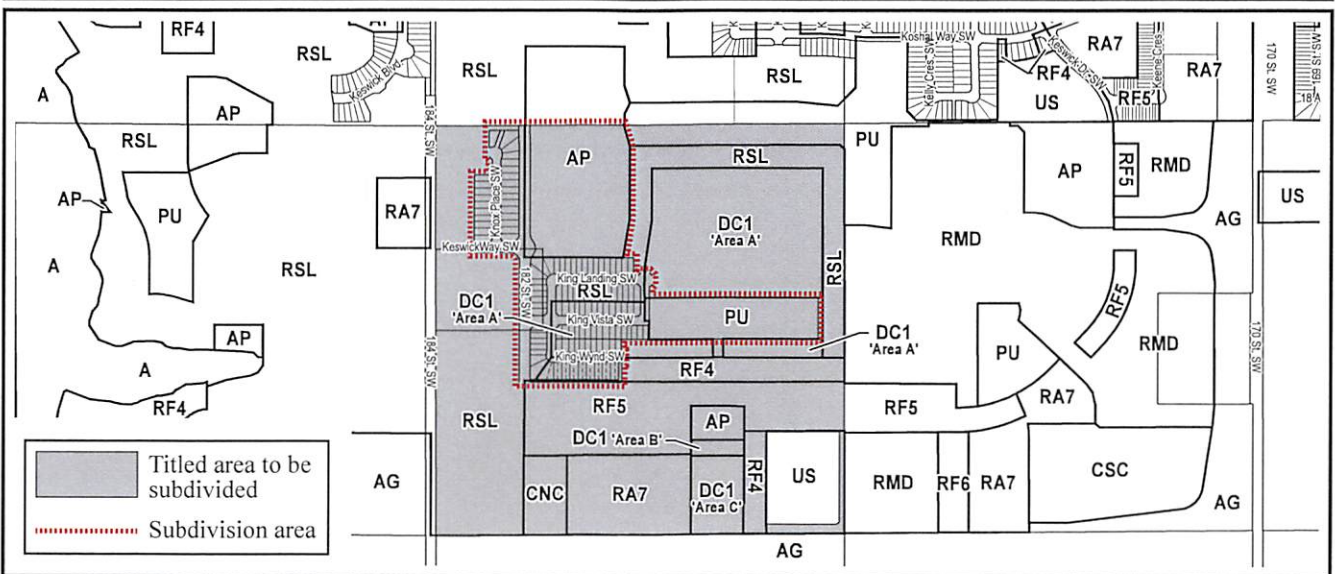 RF4
AP
RSL
Keswick Blvd.
RSL
RSL
Koshal Way SW
Kelly Cres. SW
RF4
Keswick Dr. SW
RA7
Keene Cres
RA7
170 St. SW
169 St. SW
18 A
A
AP
US
RF5
RSL
184 St. SW
AP
RSL
PU
AP
RF5
RMD
US
AP
PU
RA7
Knox Place SW
DC1
'Area A'
RMD
AG
A
RSL
Keswick Way SW
182 St. SW
King Landing SW
RSL
RSL
RF5
DC1
'Area A'
King Vista SW
PU
DC1
'Area A'
RMD
170 St. SW
AP
184 St. SW
King Wynd SW
PU
A
RF4
RF4
RA7
RSL
RF5
RF5
AP
DC1 'Area B'
Titled area to be
subdivided
Subdivision area
AG
CNC
RA7
DC1
'Area C'
RF4
US
RMD
RF6
RA7
CSC
AG
AG